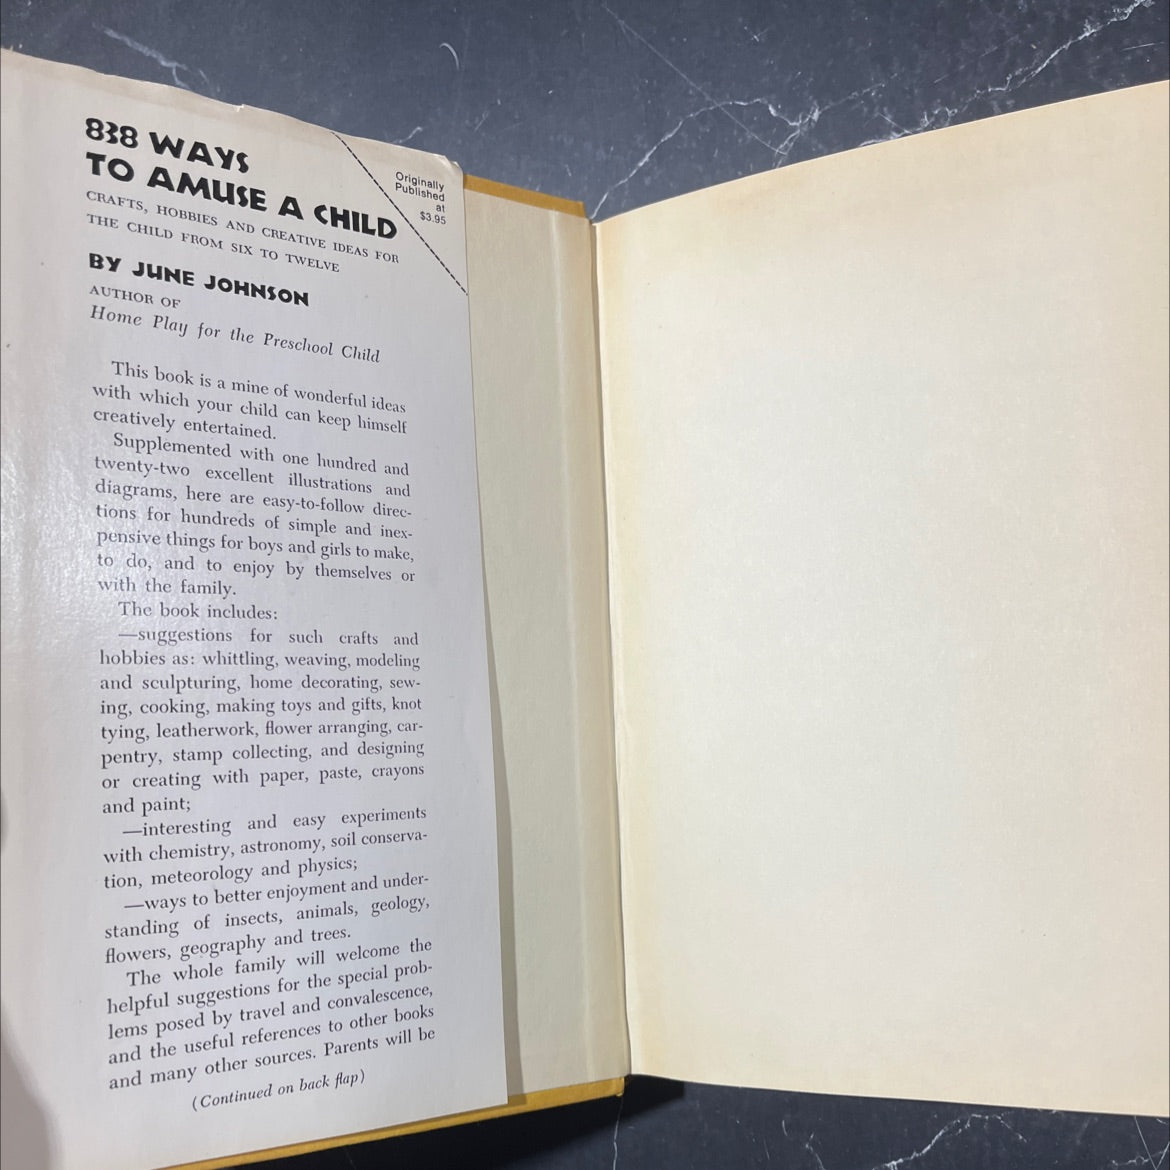 838 WAYS
TO AMUSE A CHILD
CRAFTS, HOBBIES AND CREATIVE IDEAS FOR
THE CHILD FROM SIX TO TWELVE
BY JUNE JOHNSON
AUTHOR OF
Home Play for the Preschool Child
Originally
Published
at
$3.95
This book is a mine of wonderful ideas
with which your child can keep himself
creatively entertained.
Supplemented with one hundred and
twenty-two excellent illustrations and
diagrams, here are easy-to-follow direc-
tions for hundreds of simple and inex-
pensive things for boys and girls to make,
to do, and to enjoy by themselves or
with the family.
The book includes:
—suggestions for such crafts and
hobbies as: whittling, weaving, modeling
and sculpturing, home decorating, sew-
ing, cooking, making toys and gifts, knot
tying, leatherwork, flower arranging, car-
pentry, stamp collecting, and designing
or creating with paper, paste, crayons
and paint;
—interesting and easy experiments
with chemistry, astronomy, soil conserva-
tion, meteorology and physics;
—ways to better enjoyment and under-
standing of insects, animals, geology,
flowers, geography and trees.
The whole family will welcome the
helpful suggestions for the special prob-
lems posed by travel and convalescence,
and the useful references to other books
and many other sources. Parents will be
(Continued on back flap)